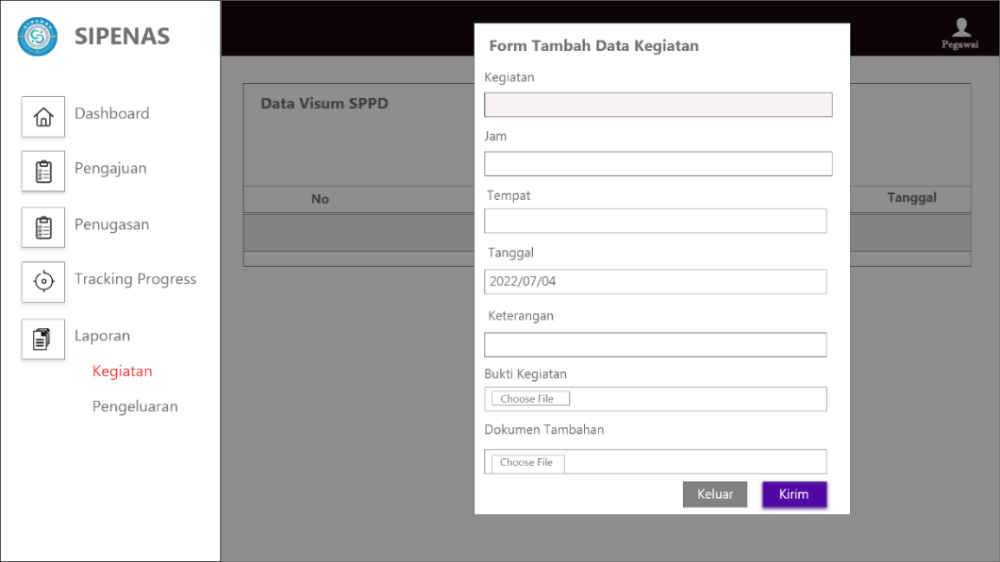 SIPENAS
Pegawai
Dashboard
Pengajuan
Penugasan
Tracking Progress
Laporan
Kegiatan
Pengeluaran
Data Visum SPPD
No
Tanggal
Form Tambah Data Kegiatan
Kegiatan
Jam
Tempat
Tanggal
2022/07/04
Keterangan
Bukti Kegiatan
Choose File
Dokumen Tambahan
Choose File
Keluar
Kirim